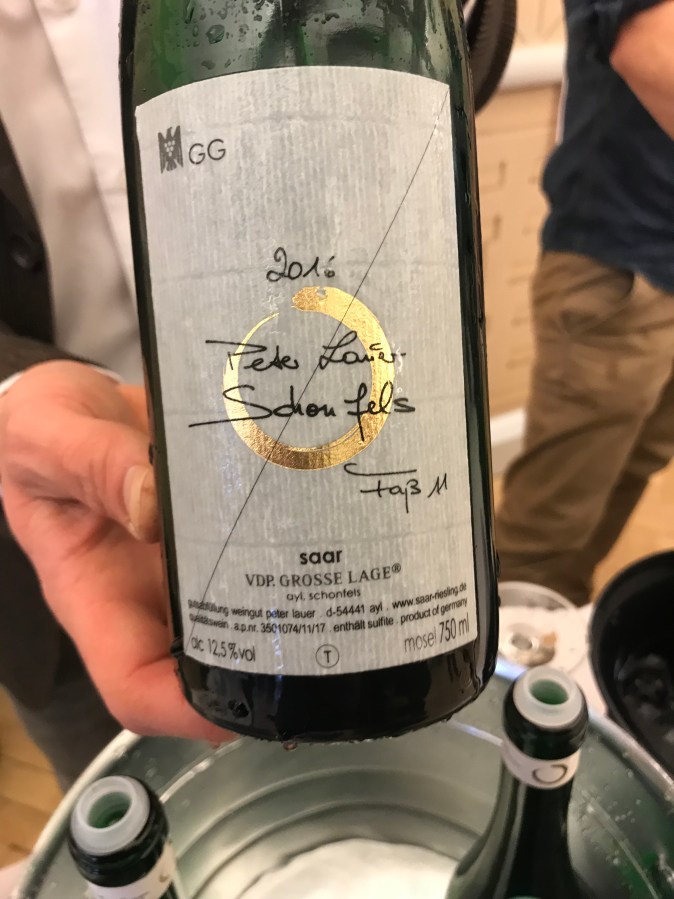 GG
2016
Peter Lauer
Schonfels
Faß 11
saar
VDP. GROSSE LAGE®
ayl, schonfels
gutsabfüllung weingut peter lauer . d-54441 ayl . www.saar-riesling.de
qualitätswein . a.p.nr. 3501074/11/17 . enthält sulfite . product of germany
alc 12,5%vol T mosel 750 ml